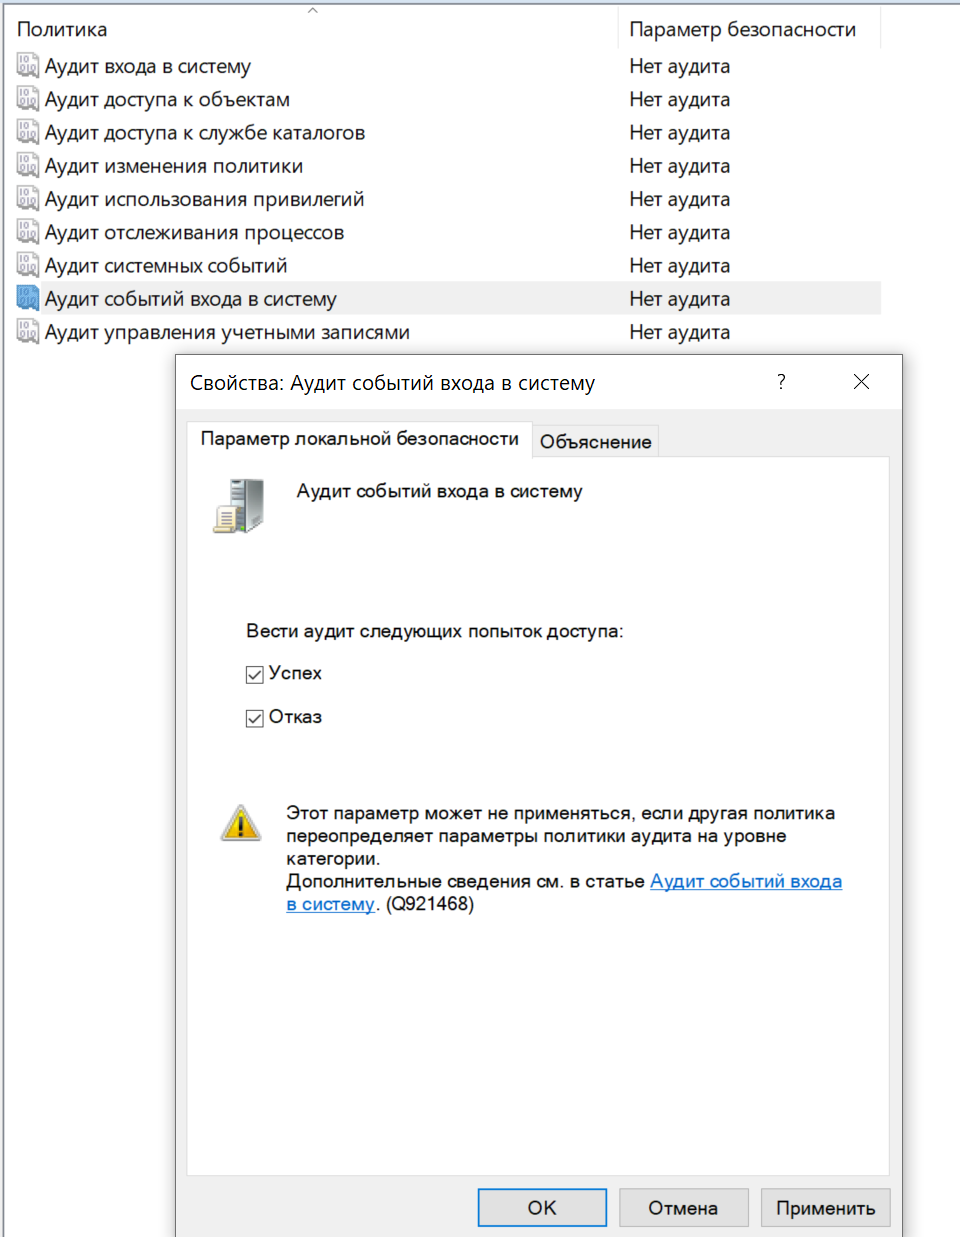 Политика Параметр безопасности
Аудит входа в систему Нет аудита
Аудит доступа к объектам Нет аудита
Аудит доступа к службе каталогов Нет аудита
Аудит изменения политики Нет аудита
Аудит использования привилегий Нет аудита
Аудит отслеживания процессов Нет аудита
Аудит системных событий Нет аудита
Аудит событий входа в систему Нет аудита
Аудит управления учетными записями Нет аудита
Свойства: Аудит событий входа в систему ?
Параметр локальной безопасности Объяснение
Аудит событий входа в систему
Вести аудит следующих попыток доступа:
Успех
Отказ
Этот параметр может не применяться, если другая политика
переопределяет параметры политики аудита на уровне
категории.
Дополнительные сведения см. в статье Аудит событий входа
в систему. (Q921468)
ОК Отмена Применить